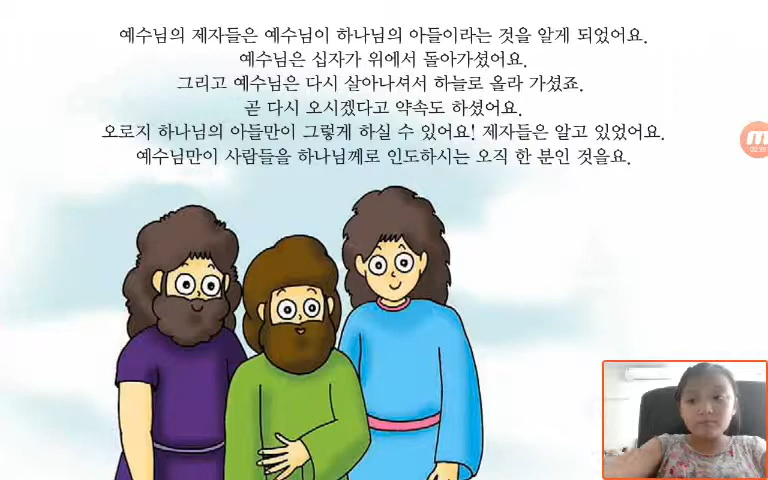 예수님의 제자들은 예수님이 하나님의 아들이라는 것을 알게 되었어요.
예수님은 십자가 위에서 돌아가셨어요.
그리고 예수님은 다시 살아나셔서 하늘로 올라 가셨죠.
곧 다시 오시겠다고 약속도 하셨어요.
오로지 하나님의 아들만이 그렇게 하실 수 있어요! 제자들은 알고 있었어요.
예수님만이 사람들을 하나님께로 인도하시는 오직 한 분인 것을요.